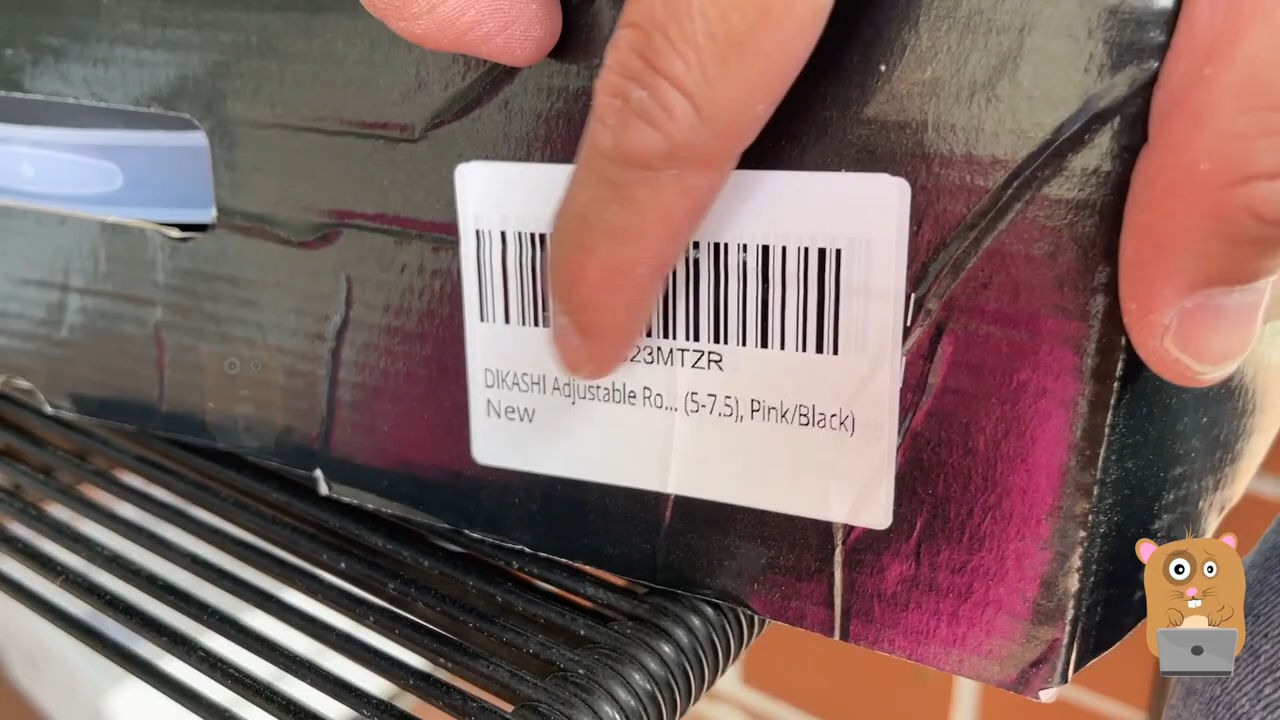 23MTZR
DIKASHI Adjustable Ro... (5-7.5), Pink/Black)
New